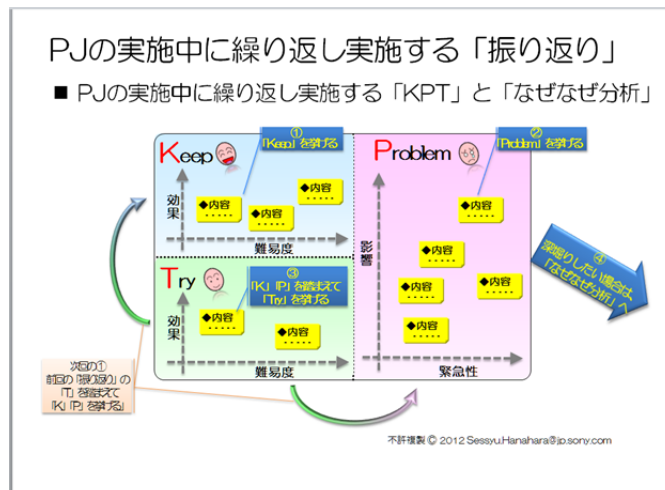 PJの実施中に繰り返し実施する「振り返り」
■ PJの実施中に繰り返し実施する「KPT」と「なぜなぜ分析」
Keep
①
「Keep」を挙げる
効果
◆内容
・・・・・
◆内容
・・・・・
◆内容
・・・・・
難易度
Try
③
「K」「P」を踏まえて
「Try」を挙げる
効果
◆内容
・・・・・
◆内容
・・・・・
難易度
Problem
②
「Problem」を挙げる
影響
◆内容
・・・・・
◆内容
・・・・・
◆内容
・・・・・
◆内容
・・・・・
◆内容
・・・・・
緊急性
④
深掘りしたい場合は
「なぜなぜ分析」へ
次回の①
前回の「振り返り」の
「T」を踏まえて
「K」「P」を挙げる」
不許複製 © 2012 Sessyu.Hanahara@jp.sony.com